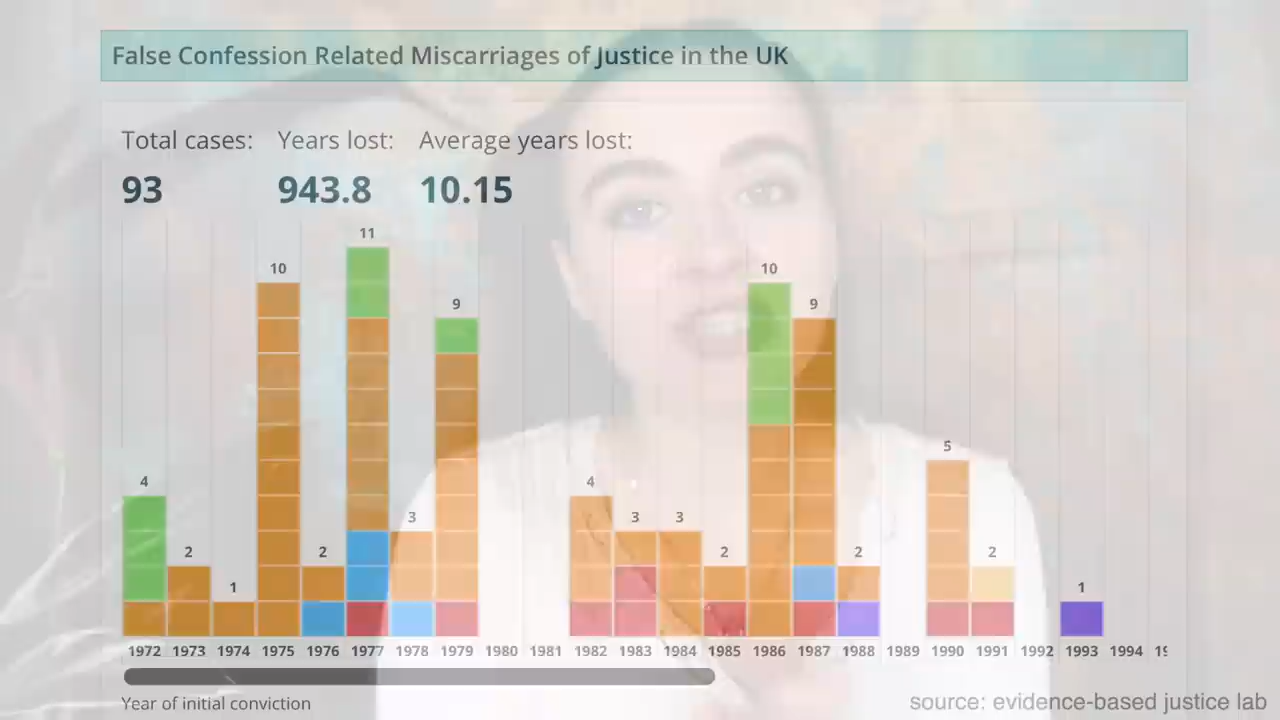 False Confession Related Miscarriages of Justice in the UK
Total cases: Years lost: Average years lost:
93 943.8 10.15
11
10 10
9 9
5
4 4
3 3 3
2 2 2 2 2
1 1
1972 1973 1974 1975 1976 1977 1978 1979 1980 1981 1982 1983 1984 1985 1986 1987 1988 1989 1990 1991 1992 1993 1994 19
Year of initial conviction
source: evidence-based justice lab